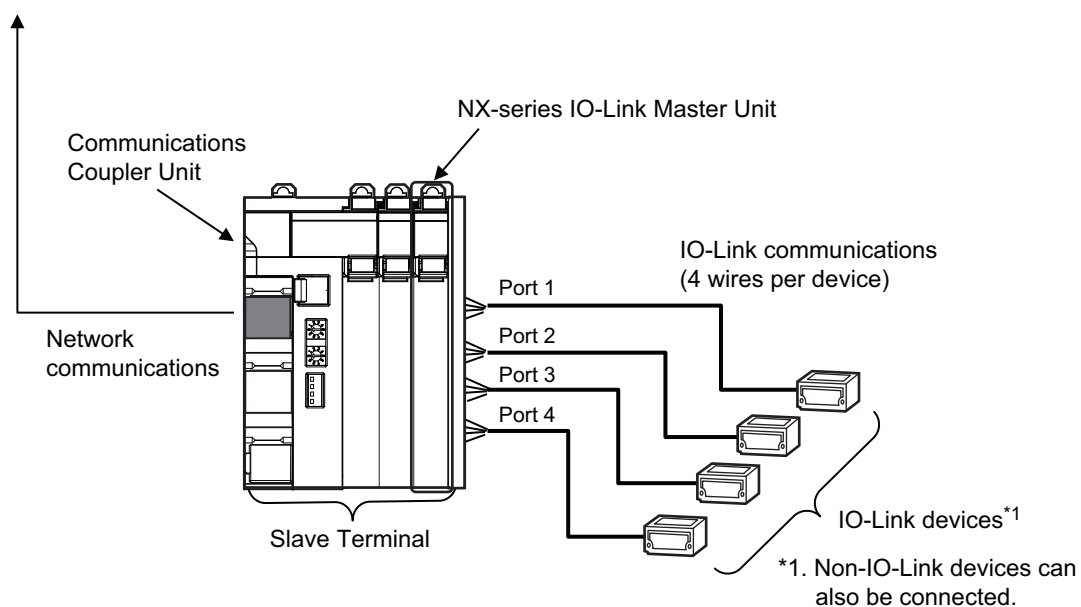 NX-series IO-Link Master Unit
Communications
Coupler Unit
IO-Link communications
(4 wires per device)
Port 1
Port 2
Port 3
Port 4
Network
communications
Slave Terminal
IO-Link devices*1
*1. Non-IO-Link devices can
also be connected.